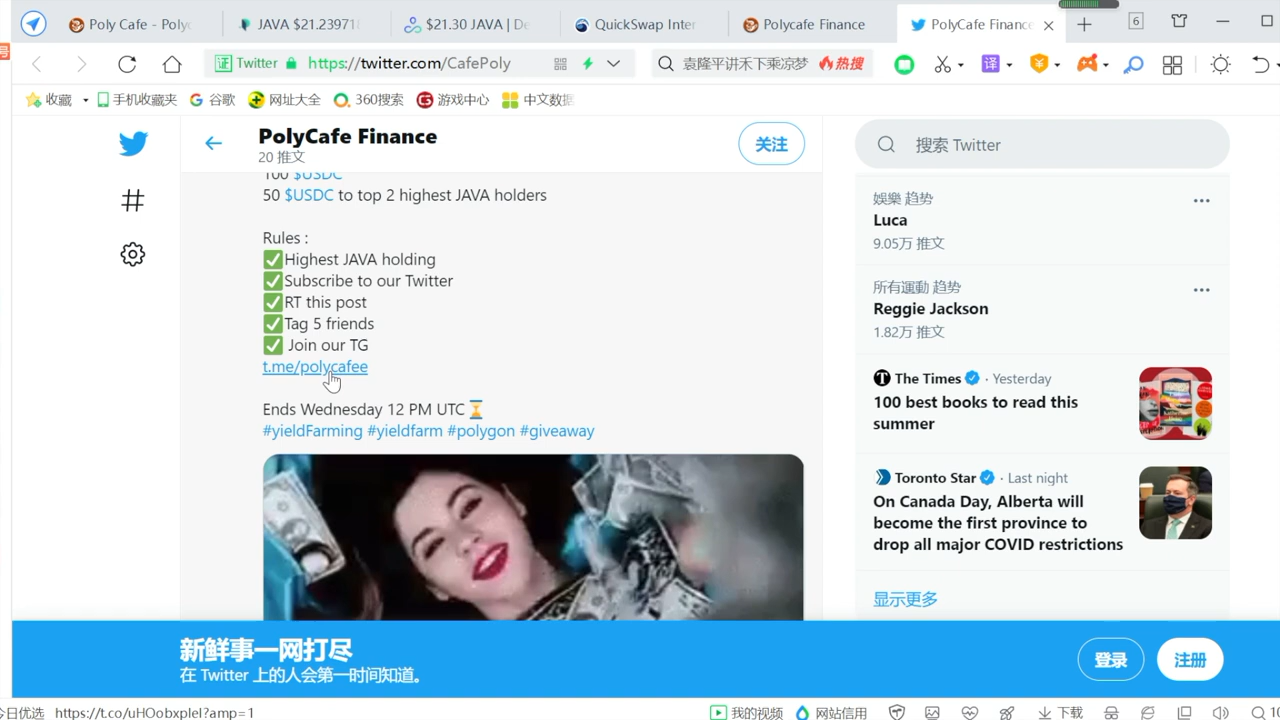 Poly Cafe - Poly
JAVA $21.23971
$21.30 JAVA | De
QuickSwap Inter
Polycafe Finance
PolyCafe Finance
6
证 Twitter
https://twitter.com/CafePoly
袁隆平讲禾下乘凉梦
热搜
译
收藏
手机收藏夹
谷歌
网址大全
360搜索
游戏中心
中文数据
PolyCafe Finance
20 推文
关注
搜索 Twitter
100 $USDC
50 $USDC to top 2 highest JAVA holders
Rules :
✅Highest JAVA holding
✅Subscribe to our Twitter
✅RT this post
✅Tag 5 friends
✅ Join our TG
t.me/polycafee
Ends Wednesday 12 PM UTC⌛
#yieldFarming #yieldfarm #polygon #giveaway
娛樂 趋势
Luca
9.05万 推文
所有運動 趋势
Reggie Jackson
1.82万 推文
The Times · Yesterday
100 best books to read this
summer
Toronto Star · Last night
On Canada Day, Alberta will
become the first province to
drop all major COVID restrictions
显示更多
新鲜事一网打尽
在 Twitter 上的人会第一时间知道。
登录
注册
今日优选
https://t.co/uHOobxpleI?amp=1
我的视频
网站信用
下载